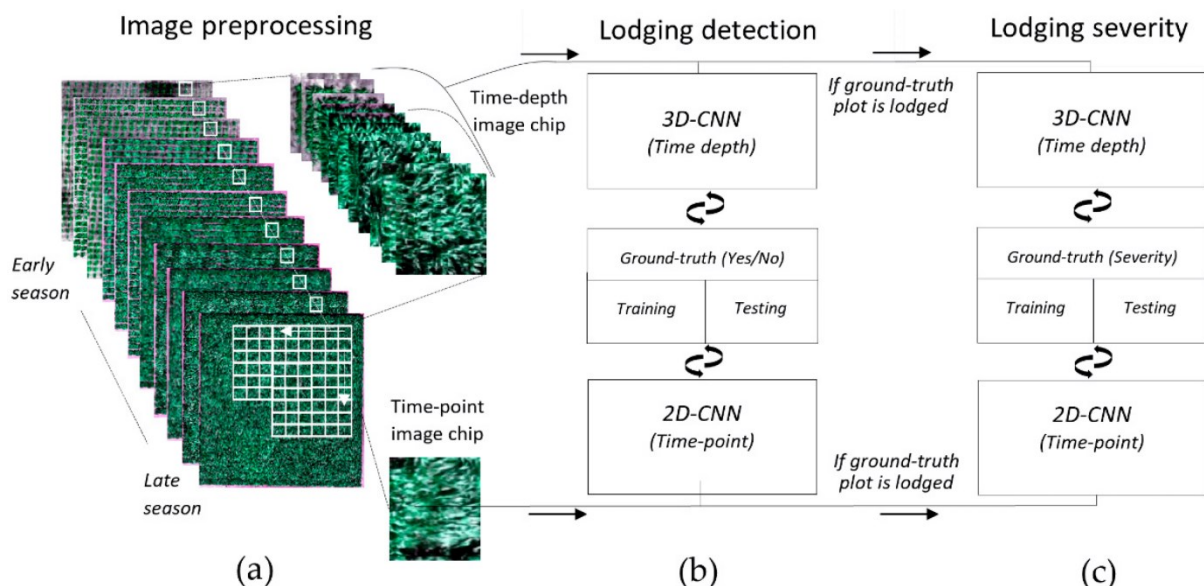 Image preprocessing
Early
season
Late
season
Time-depth
image chip
Time-point
image chip
(a)
Lodging detection
3D-CNN
(Time depth)
Ground-truth (Yes/No)
Training
Testing
2D-CNN
(Time-point)
(b)
If ground-truth
plot is lodged
If ground-truth
plot is lodged
Lodging severity
3D-CNN
(Time depth)
Ground-truth (Severity)
Training
Testing
2D-CNN
(Time-point)
(c)